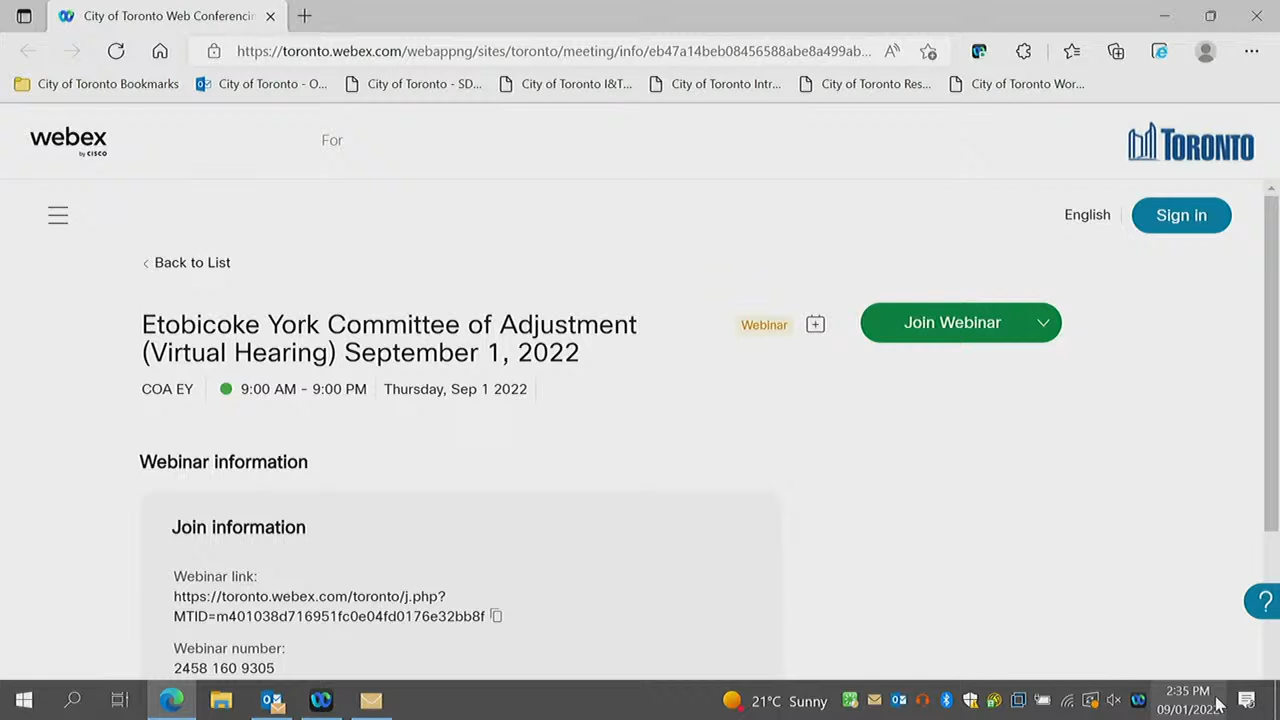 City of Toronto Web Conferencin
https://toronto.webex.com/webappng/sites/toronto/meeting/info/eb47a14beb08456588abe8a499ab...
City of Toronto Bookmarks
City of Toronto - O...
City of Toronto - SD...
City of Toronto I&T...
City of Toronto Intr...
City of Toronto Res...
City of Toronto Wor...
webex
by CISCO
For
TORONTO
English
Sign in
Back to List
Etobicoke York Committee of Adjustment
(Virtual Hearing) September 1, 2022
Webinar
Join Webinar
COA EY
9:00 AM - 9:00 PM
Thursday, Sep 1 2022
Webinar information
Join information
Webinar link:
https://toronto.webex.com/toronto/j.php?
MTID=m401038d716951fc0e04fd0176e32bb8f
Webinar number:
2458 160 9305
?
21°C Sunny
2:35 PM